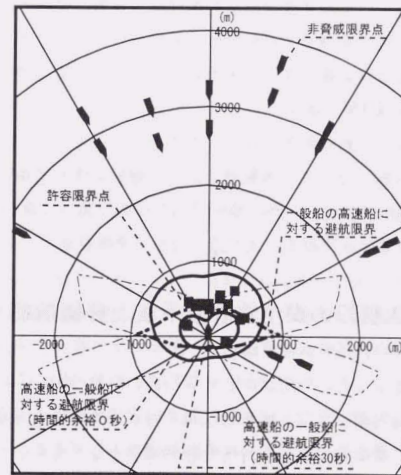 (m)
4000
非脅威限界点
3000
2000
許容限界点
一般船の高速船に
対する避航限界
1000
-2000
-1000
1000
2000
(m)
高速船の一般船に
対する避航限界
(時間的余裕0秒)
-1000
高速船の一般船に
対する避航限界
(時間的余裕30秒)